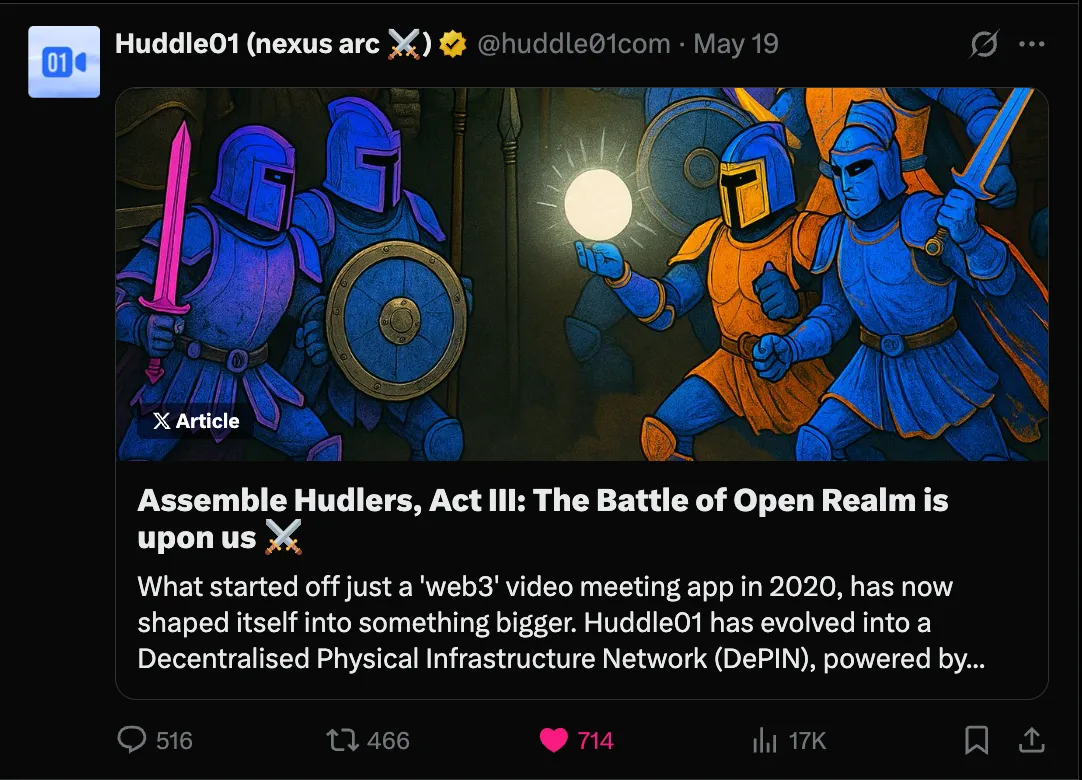 Huddle01 (nexus arc ⚔️) @huddle01com · May 19
01
X Article
Assemble Hudlers, Act III: The Battle of Open Realm is
upon us ⚔️
What started off just a 'web3' video meeting app in 2020, has now
shaped itself into something bigger. Huddle01 has evolved into a
Decentralised Physical Infrastructure Network (DePIN), powered by...
516 466 714 17K